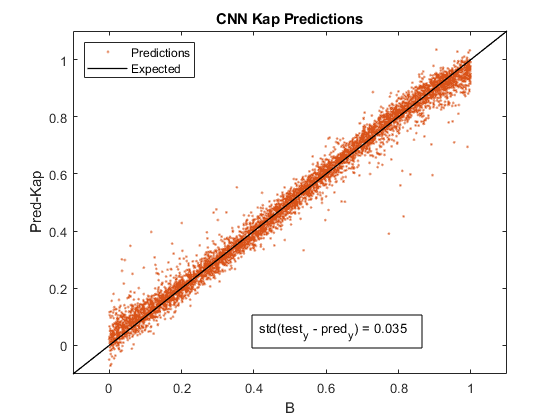 CNN Kap Predictions
Predictions
Expected
Pred-Kap
1
0.8
0.6
0.4
0.2
0
std(test_y - pred_y) = 0.035
0 0.2 0.4 0.6 0.8 1
B